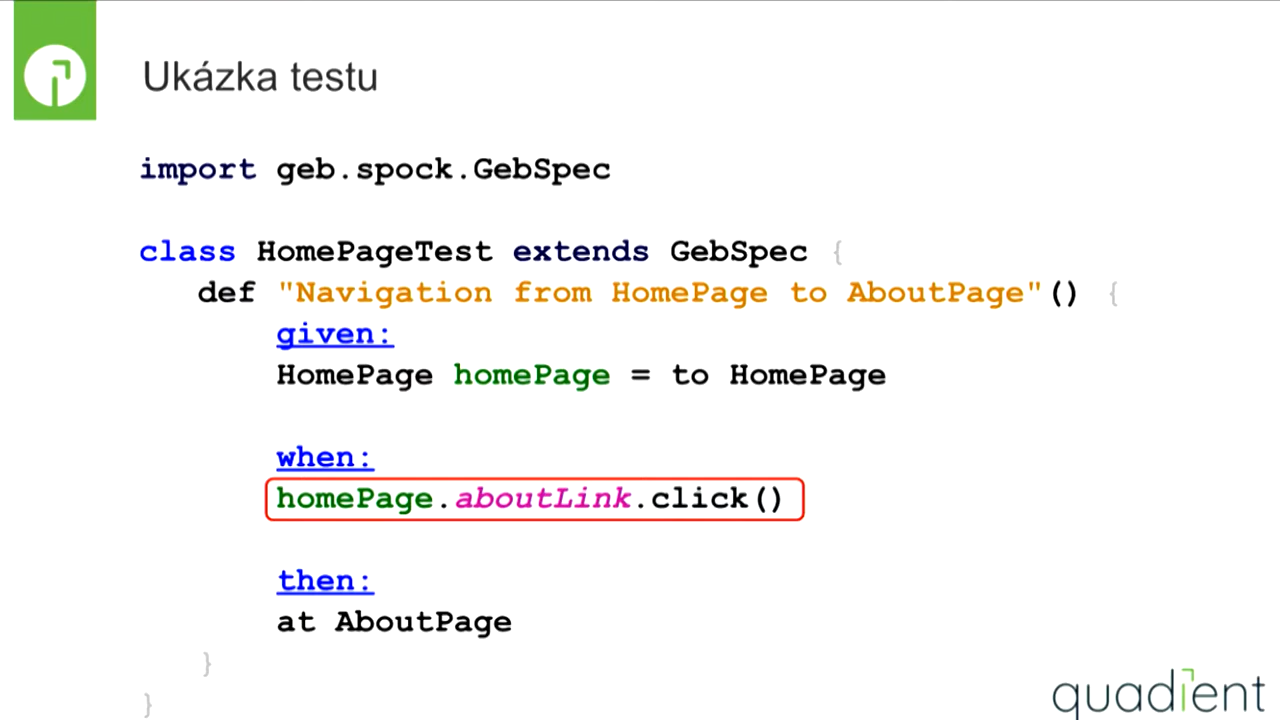 Ukázka testu
import geb.spock.GebSpec
class HomePageTest extends GebSpec {
def "Navigation from HomePage to AboutPage"() {
given:
HomePage homePage = to HomePage
when:
homePage.aboutLink.click()
then:
at AboutPage
}
}
quadient